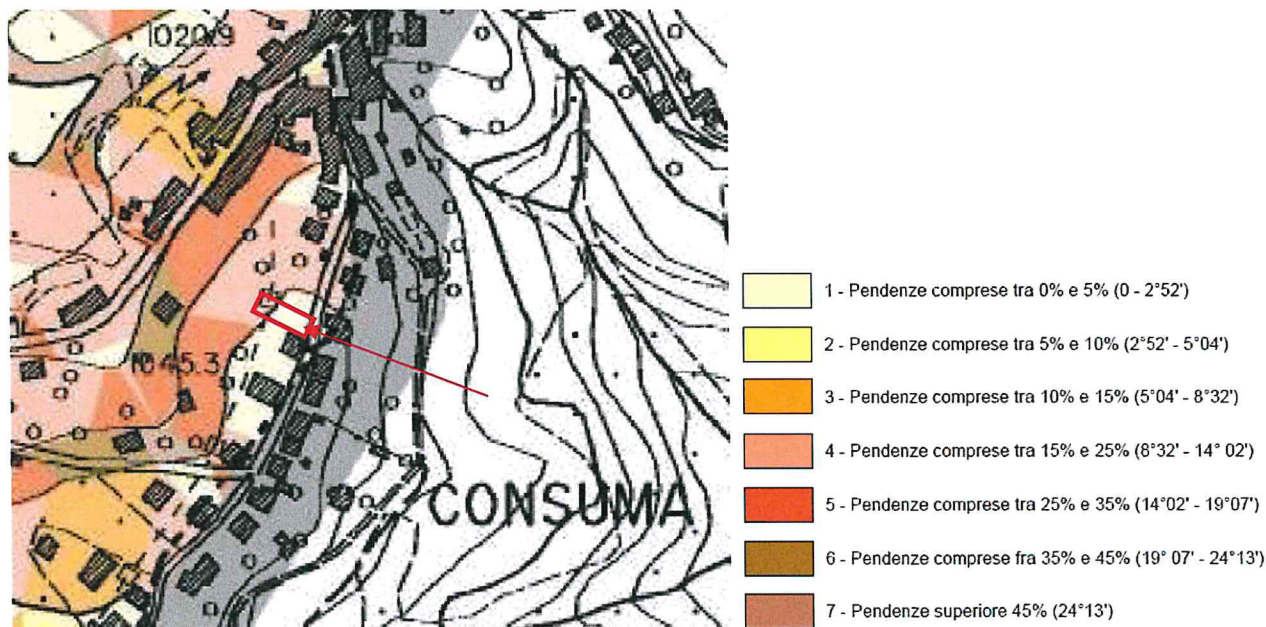 1020.9
1045.3
CONSUMA
1 - Pendenze comprese tra 0% e 5% (0 - 2°52')
2 - Pendenze comprese tra 5% e 10% (2°52' - 5°04')
3 - Pendenze comprese tra 10% e 15% (5°04' - 8°32')
4 - Pendenze comprese tra 15% e 25% (8°32' - 14° 02')
5 - Pendenze comprese tra 25% e 35% (14°02' - 19°07')
6 - Pendenze comprese fra 35% e 45% (19° 07' - 24°13')
7 - Pendenze superiore 45% (24°13')